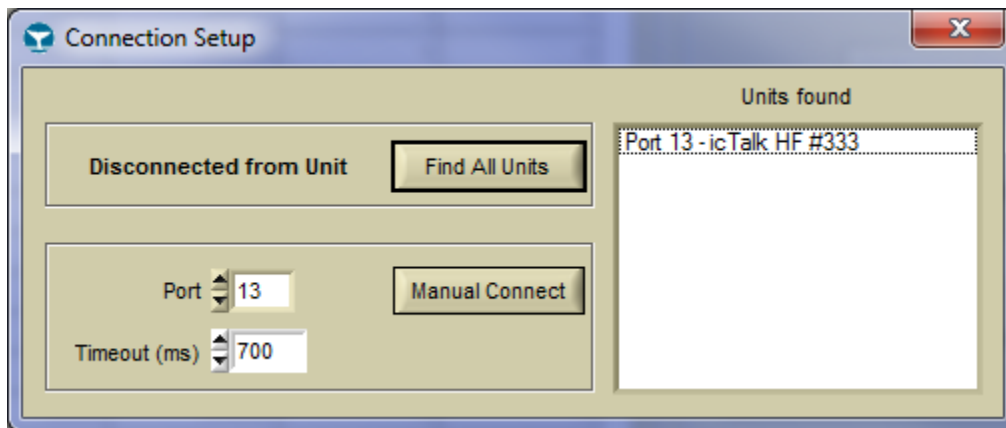 Connection Setup
Units found
Disconnected from Unit
Find All Units
Port 13 - icTalk HF #333
Port 13
Manual Connect
Timeout (ms) 700